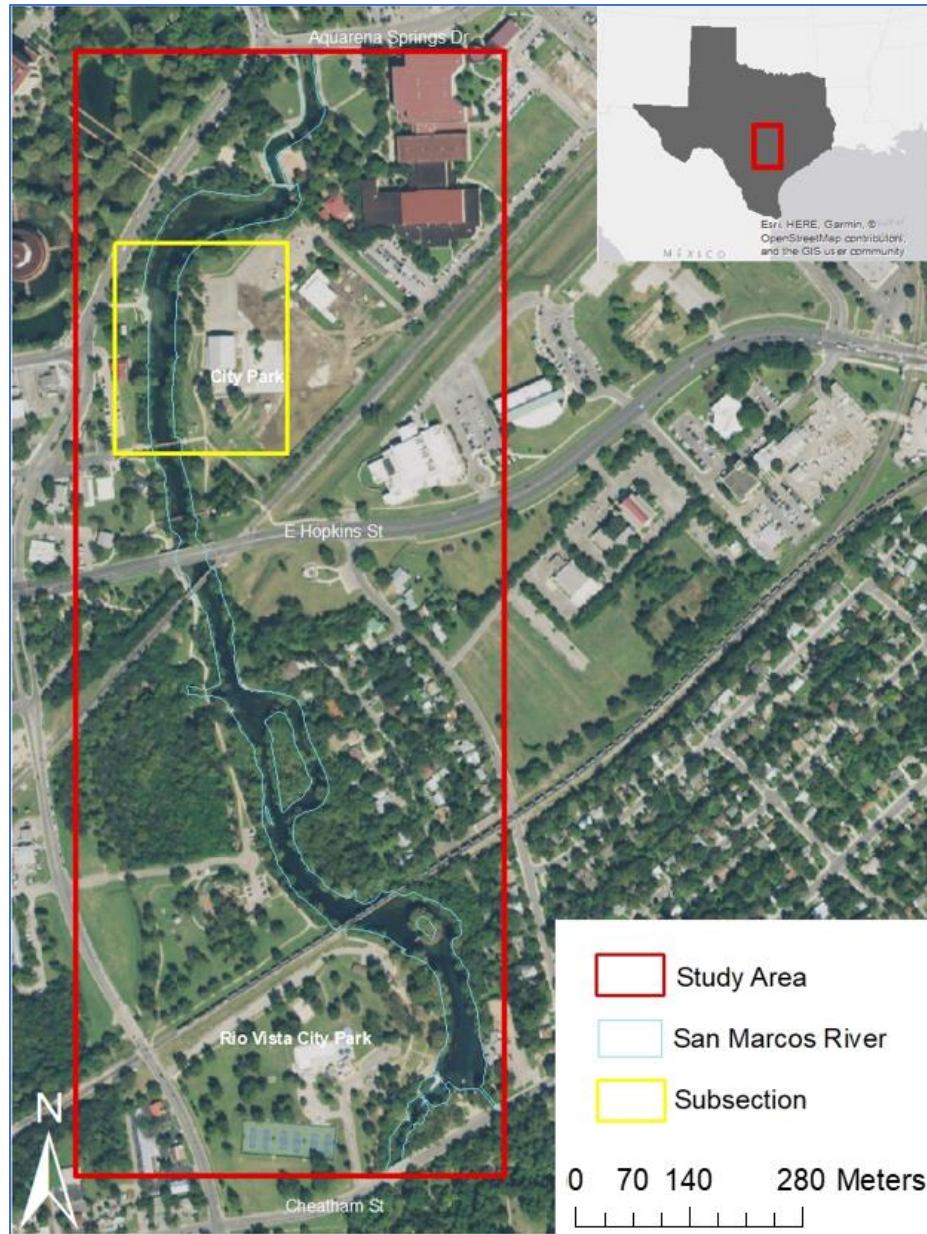 Aquarena Springs Dr
Esri, HERE, Garmin, ©
OpenStreetMap contributors,
and the GIS user community
MÉXICO
City Park
E Hopkins St
Study Area
San Marcos River
Rio Vista City Park
Subsection
N
0 70 140 280 Meters
Cheatham St